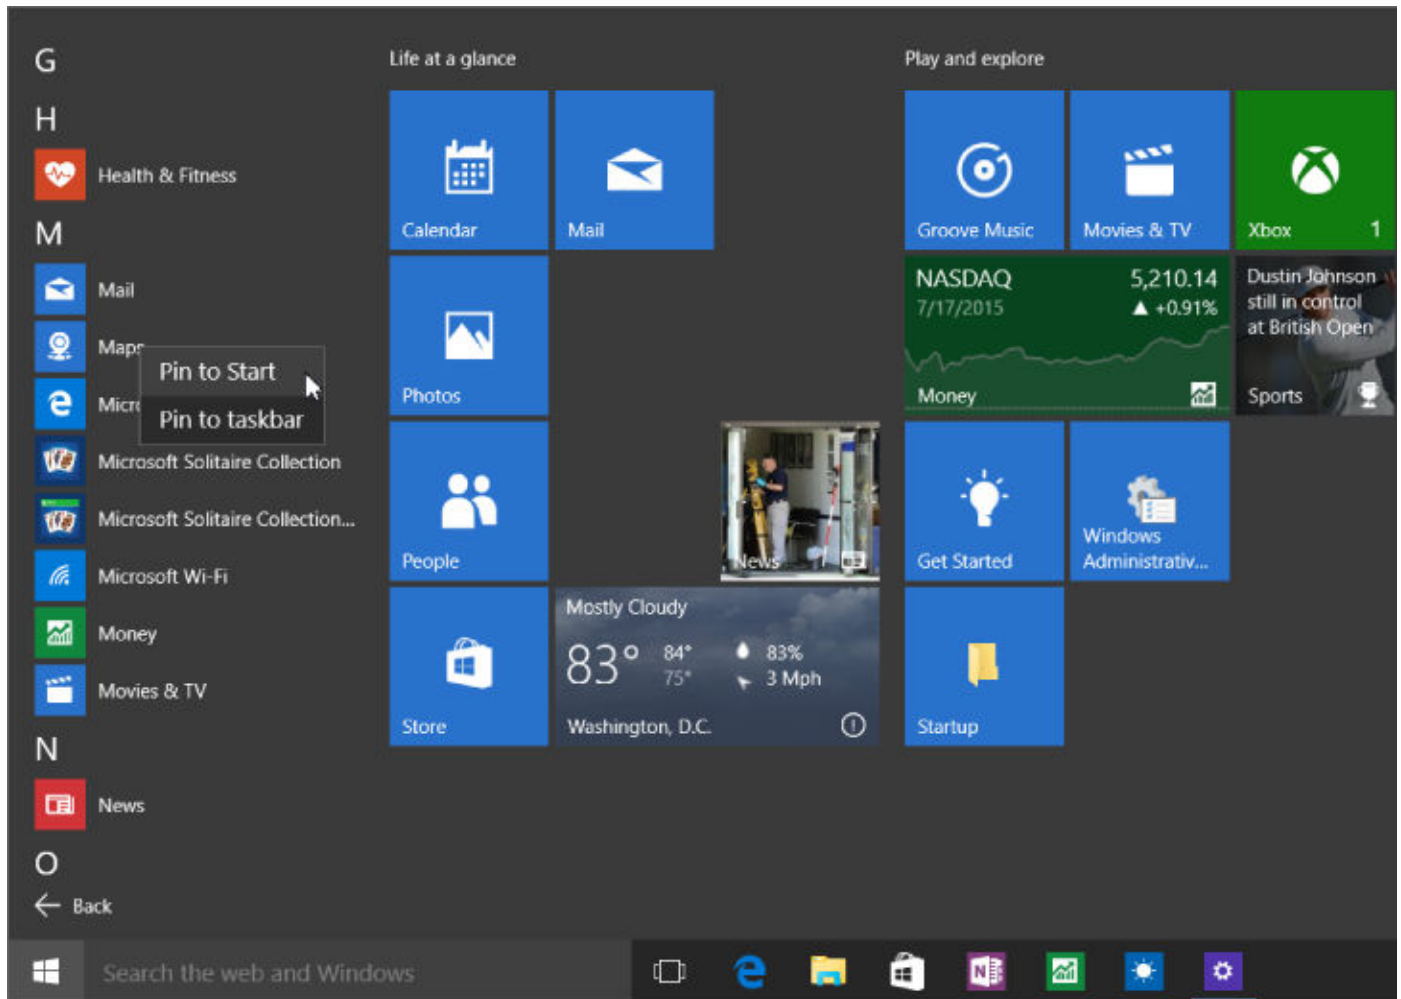 G
H
Health & Fitness
M
Mail
Maps
Pin to Start
Micro
Pin to taskbar
Microsoft Solitaire Collection
Microsoft Solitaire Collection...
Microsoft Wi-Fi
Money
Movies & TV
N
News
O
Back
Life at a glance
Calendar
Mail
Photos
People
News
Store
Mostly Cloudy
83° 84° 83%
75° 3 Mph
Washington, D.C.
Play and explore
Groove Music
Movies & TV
Xbox 1
NASDAQ 5,210.14
7/17/2015 ▲ +0.91%
Money
Dustin Johnson
still in control
at British Open
Sports
Get Started
Windows
Administrativ...
Startup
Search the web and Windows
N